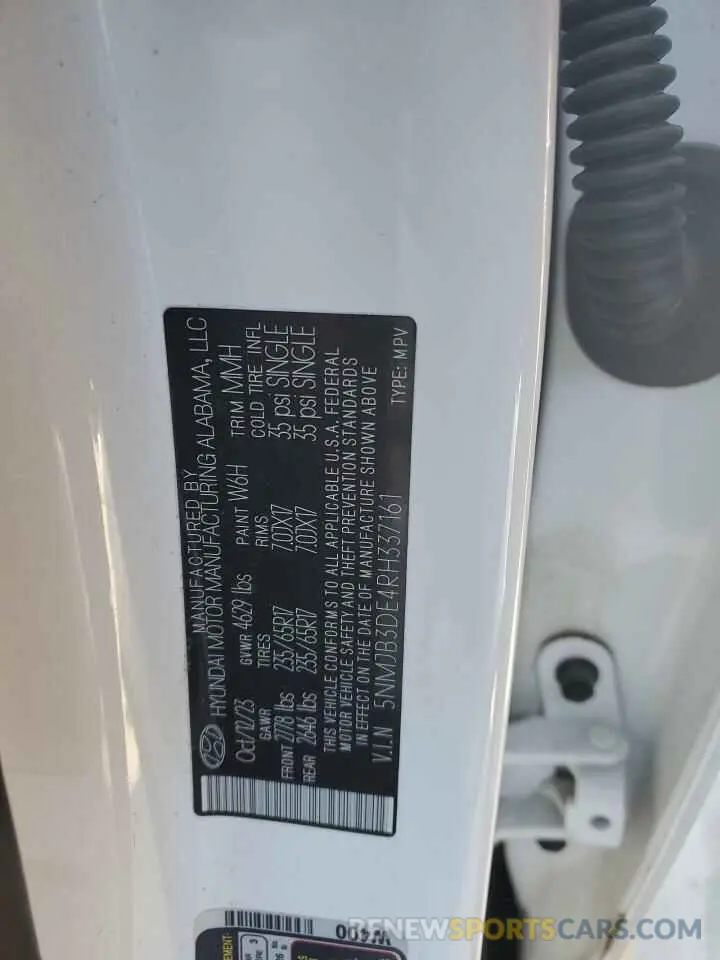 MANUFACTURED BY
HYUNDAI MOTOR MANUFACTURING ALABAMA, LLC
Oct/12/23 GVWR 4629 lbs PAINT W6H TRIM MMH
GAWR TIRES RIMS COLD TIRE INFL
FRONT 2778 lbs 235/65R17 7.0JX17 35 psi SINGLE
REAR 2646 lbs 235/65R17 7.0JX17 35 psi SINGLE
THIS VEHICLE CONFORMS TO ALL APPLICABLE U.S.A. FEDERAL
MOTOR VEHICLE SAFETY AND THEFT PREVENTION STANDARDS
IN EFFECT ON THE DATE OF MANUFACTURE SHOWN ABOVE
V.I.N 5NMJB3DE4RH337161 TYPE: MPV
RENEWSPORTSCARS.COM